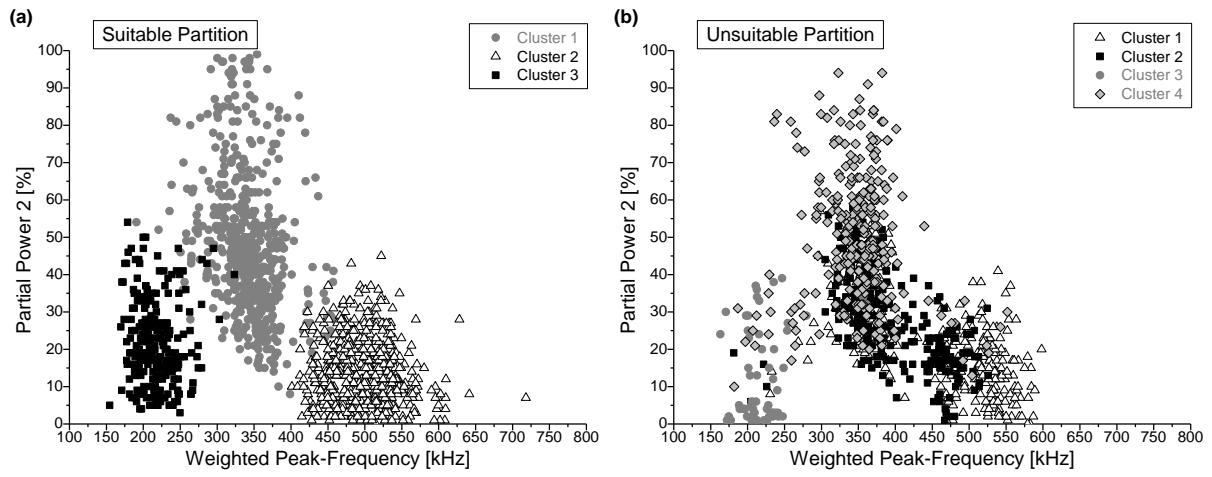 (a)
Suitable Partition
Cluster 1
Cluster 2
Cluster 3
100
90
80
70
60
50
40
30
20
10
0
Partial Power 2 [%]
100 150 200 250 300 350 400 450 500 550 600 650 700 750 800
Weighted Peak-Frequency [kHz]
(b)
Unsuitable Partition
Cluster 1
Cluster 2
Cluster 3
Cluster 4
100
90
80
70
60
50
40
30
20
10
0
Partial Power 2 [%]
100 150 200 250 300 350 400 450 500 550 600 650 700 750 800
Weighted Peak-Frequency [kHz]